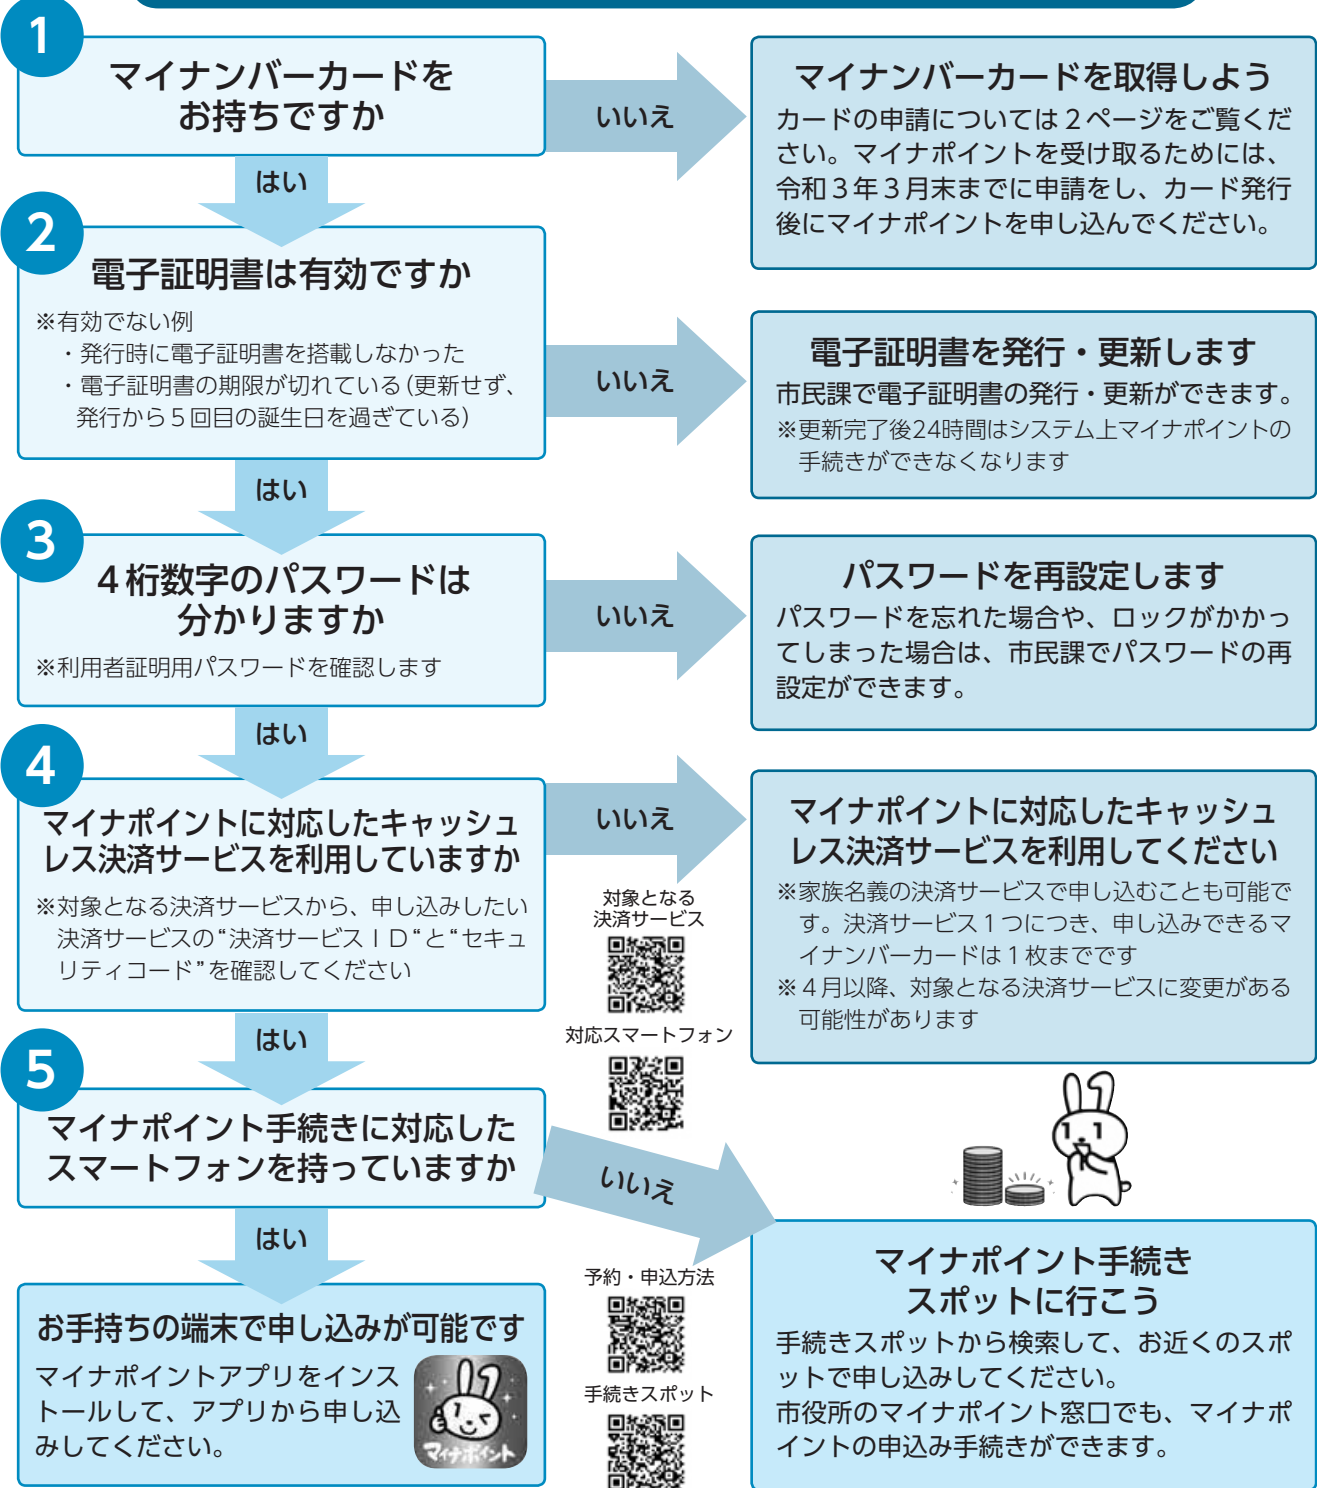 1
マイナンバーカードを
お持ちですか
いいえ
マイナンバーカードを取得しよう
カードの申請については２ページをご覧くだ
さい。マイナポイントを受け取るためには、
令和３年３月末までに申請をし、カード発行
後にマイナポイントを申し込んでください。
はい
2
電子証明書は有効ですか
※有効でない例
・発行時に電子証明書を搭載しなかった
・電子証明書の期限が切れている（更新せず、
発行から５回目の誕生日を過ぎている）
いいえ
電子証明書を発行・更新します
市民課で電子証明書の発行・更新ができます。
※更新完了後24時間はシステム上マイナポイントの
手続きができなくなります
はい
3
４桁数字のパスワードは
分かりますか
※利用者証明用パスワードを確認します
いいえ
パスワードを再設定します
パスワードを忘れた場合や、ロックがかかっ
てしまった場合は、市民課でパスワードの再
設定ができます。
はい
4
マイナポイントに対応したキャッシュ
レス決済サービスを利用していますか
※対象となる決済サービスから、申し込みしたい
決済サービスの“決済サービスＩＤ“と“セキュ
リティコード”を確認してください
いいえ
マイナポイントに対応したキャッシュ
レス決済サービスを利用してください
※家族名義の決済サービスで申し込むことも可能で
す。決済サービス１つにつき、申し込みできるマ
イナンバーカードは１枚までです
※４月以降、対象となる決済サービスに変更がある
可能性があります
対象となる
決済サービス
対応スマートフォン
はい
5
マイナポイント手続きに対応した
スマートフォンを持っていますか
いいえ
はい
お手持ちの端末で申し込みが可能です
マイナポイントアプリをインス
トールして、アプリから申し込
みしてください。
マイナポイント
予約・申込方法
手続きスポット
マイナポイント手続き
スポットに行こう
手続きスポットから検索して、お近くのスポ
ットで申し込みしてください。
市役所のマイナポイント窓口でも、マイナポ
イントの申込み手続きができます。